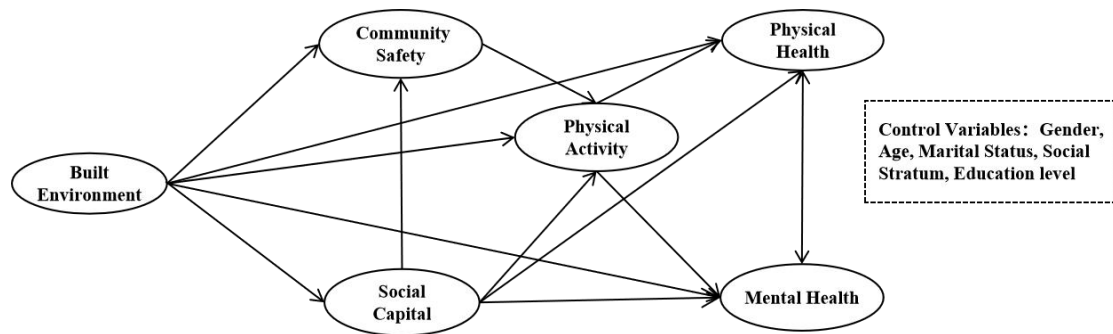 Community
Safety
Physical
Health
Physical
Activity
Control Variables：Gender,
Age, Marital Status, Social
Stratum, Education level
Built
Environment
Social
Capital
Mental Health